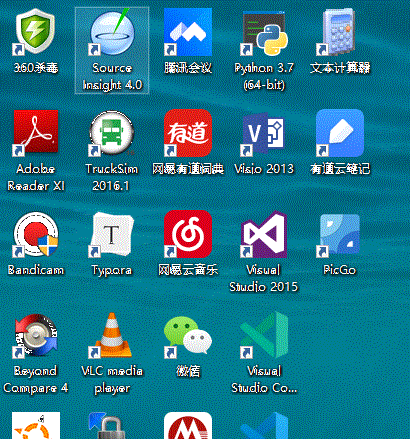 360杀毒
Source
Insight 4.0
腾讯会议
Python 3.7
(64-bit)
文本计算器
Adobe
Reader XI
TruckSim
2016.1
有道
网易有道词典
Visio 2013
有道云笔记
Bandicam
T
Typora
网易云音乐
Visual
Studio 2015
PicGo
Beyond
Compare 4
VLC media
player
微信
Visual
Studio Co...